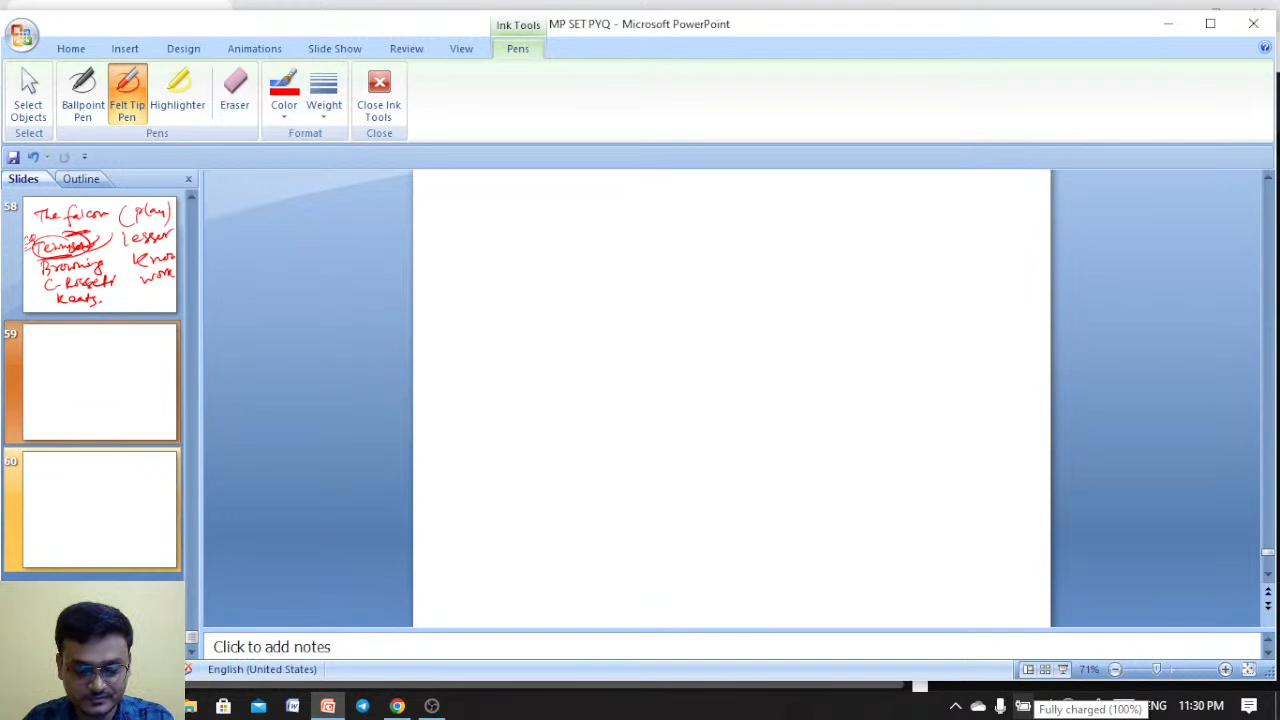 Ink Tools
MP SET PYQ - Microsoft PowerPoint
Home Insert Design Animations Slide Show Review View Pens
Select Objects
Ballpoint Pen
Felt Tip Pen
Highlighter
Eraser
Color
Weight
Close Ink Tools
Select Pens Format Close
Slides Outline
58
The falcon (play)
Tennyson lesser
Browning know
C-Rossetti work
Keats.
59
60
Click to add notes
English (United States)
71%
ENG 11:30 PM
Fully charged (100%)